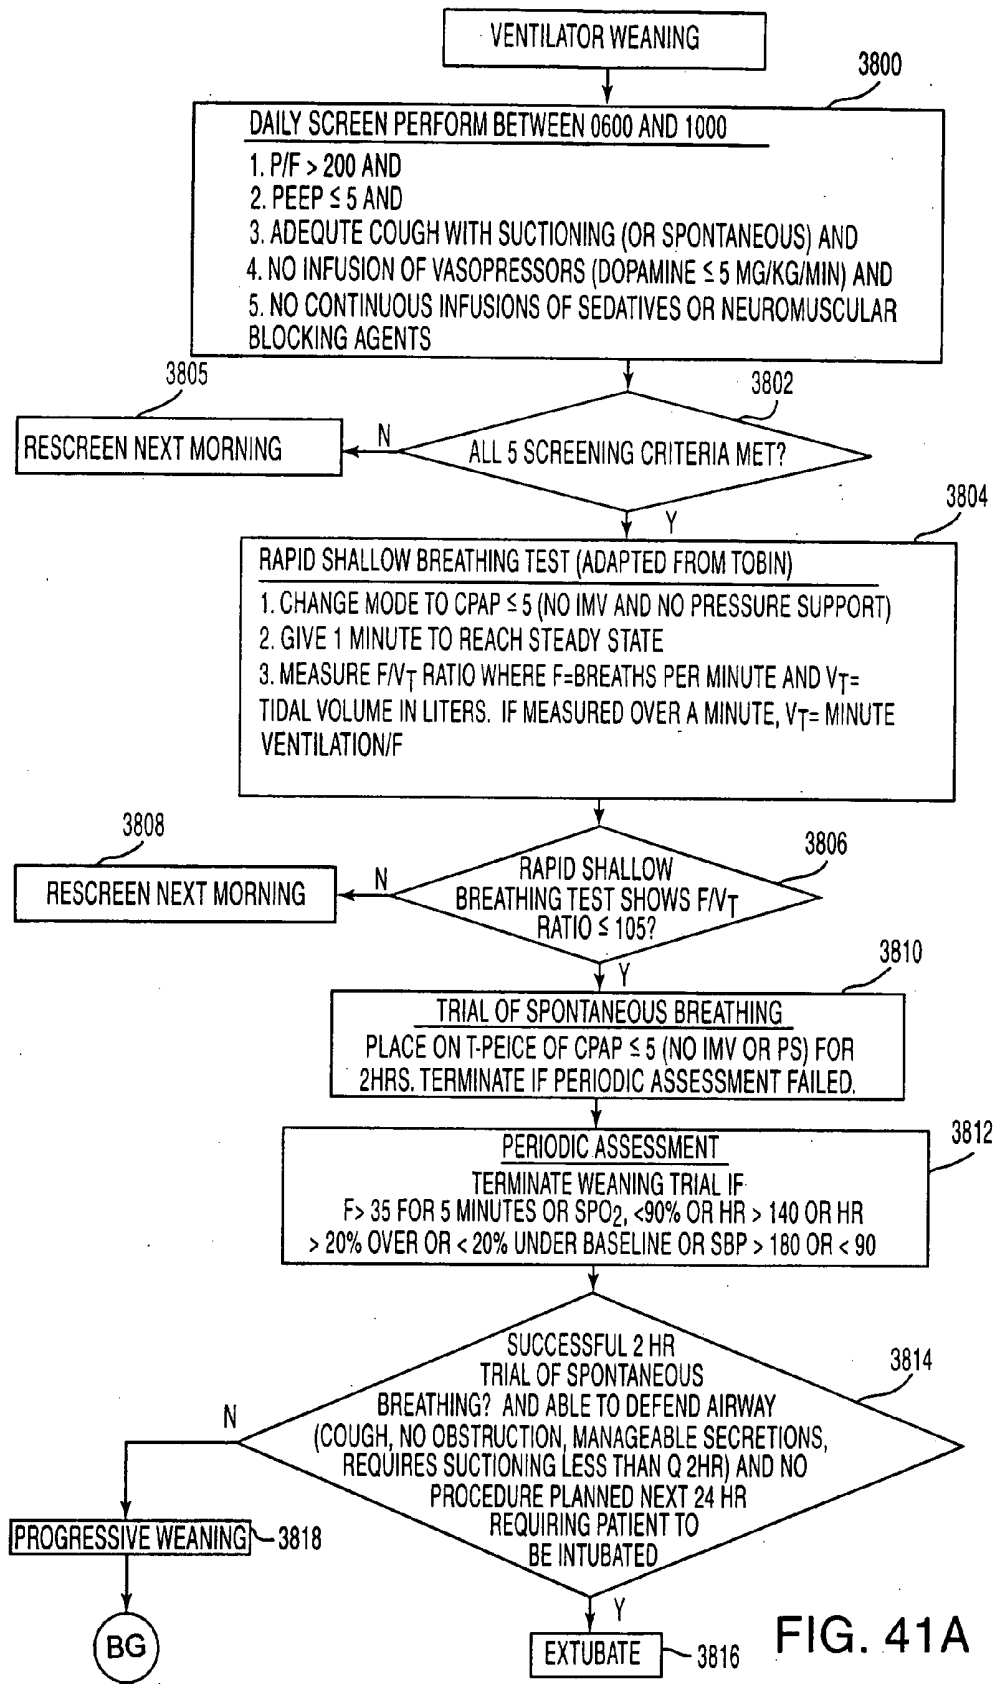 VENTILATOR WEANING
3800
DAILY SCREEN PERFORM BETWEEN 0600 AND 1000
1. P/F > 200 AND
2. PEEP ≤ 5 AND
3. ADEQUTE COUGH WITH SUCTIONING (OR SPONTANEOUS) AND
4. NO INFUSION OF VASOPRESSORS (DOPAMINE ≤ 5 MG/KG/MIN) AND
5. NO CONTINUOUS INFUSIONS OF SEDATIVES OR NEUROMUSCULAR
BLOCKING AGENTS
3805
3802
RESCREEN NEXT MORNING
N
ALL 5 SCREENING CRITERIA MET?
Y
3804
RAPID SHALLOW BREATHING TEST (ADAPTED FROM TOBIN)
1. CHANGE MODE TO CPAP ≤ 5 (NO IMV AND NO PRESSURE SUPPORT)
2. GIVE 1 MINUTE TO REACH STEADY STATE
3. MEASURE F/VT RATIO WHERE F=BREATHS PER MINUTE AND VT=
TIDAL VOLUME IN LITERS. IF MEASURED OVER A MINUTE, VT= MINUTE
VENTILATION/F
3808
3806
RESCREEN NEXT MORNING
N
RAPID SHALLOW
BREATHING TEST SHOWS F/VT
RATIO ≤ 105?
Y
3810
TRIAL OF SPONTANEOUS BREATHING
PLACE ON T-PEICE OF CPAP ≤ 5 (NO IMV OR PS) FOR
2HRS. TERMINATE IF PERIODIC ASSESSMENT FAILED.
3812
PERIODIC ASSESSMENT
TERMINATE WEANING TRIAL IF
F> 35 FOR 5 MINUTES OR SPO2, <90% OR HR > 140 OR HR
> 20% OVER OR < 20% UNDER BASELINE OR SBP > 180 OR < 90
3814
SUCCESSFUL 2 HR
TRIAL OF SPONTANEOUS
BREATHING? AND ABLE TO DEFEND AIRWAY
(COUGH, NO OBSTRUCTION, MANAGEABLE SECRETIONS,
REQUIRES SUCTIONING LESS THAN Q 2HR) AND NO
PROCEDURE PLANNED NEXT 24 HR
REQUIRING PATIENT TO
BE INTUBATED
N
PROGRESSIVE WEANING
3818
BG
Y
EXTUBATE
3816
FIG. 41A